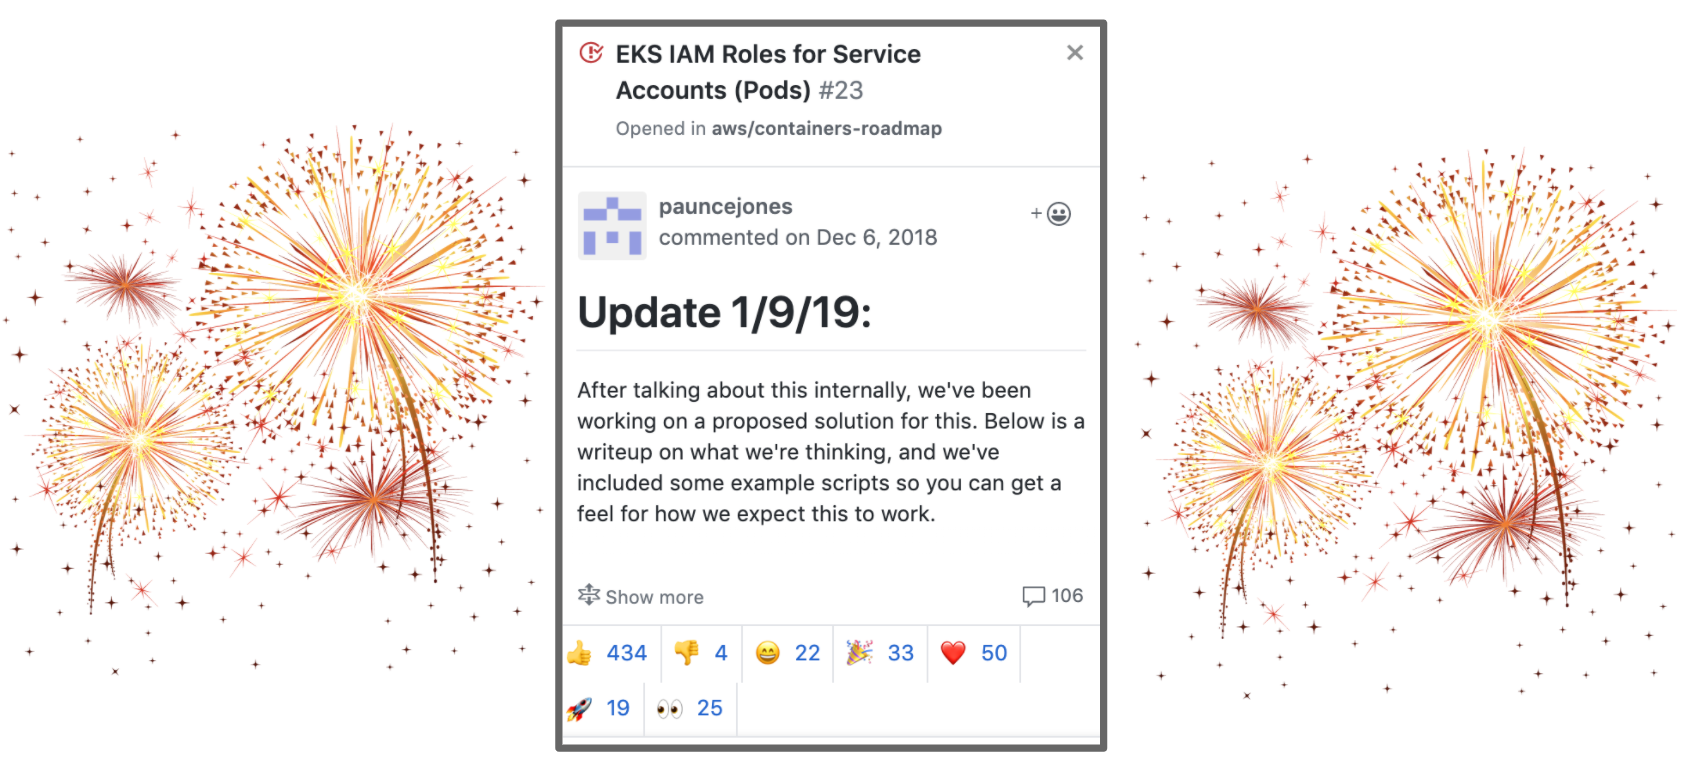 EKS IAM Roles for Service
Accounts (Pods) #23
Opened in aws/containers-roadmap
pauncejones
commented on Dec 6, 2018
Update 1/9/19:
After talking about this internally, we've been
working on a proposed solution for this. Below is a
writeup on what we're thinking, and we've
included some example scripts so you can get a
feel for how we expect this to work.
Show more 106
434 4 22 33 50
19 25